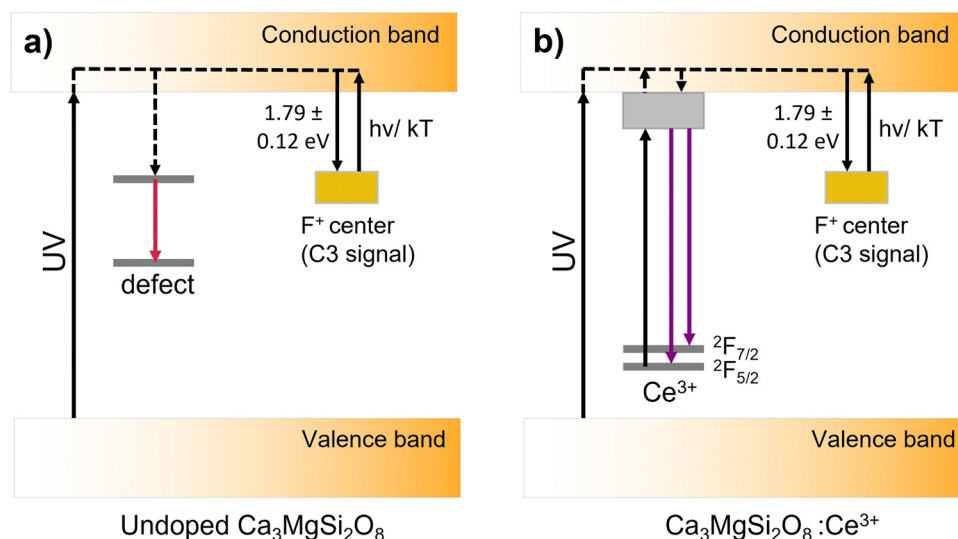 a)
Conduction band
1.79 ±
0.12 eV
hν/ kT
UV
F⁺ center
(C3 signal)
defect
Valence band
Undoped Ca₃MgSi₂O₈
b)
Conduction band
1.79 ±
0.12 eV
hν/ kT
UV
F⁺ center
(C3 signal)
²F₇/₂
²F₅/₂
Ce³⁺
Valence band
Ca₃MgSi₂O₈ :Ce³⁺